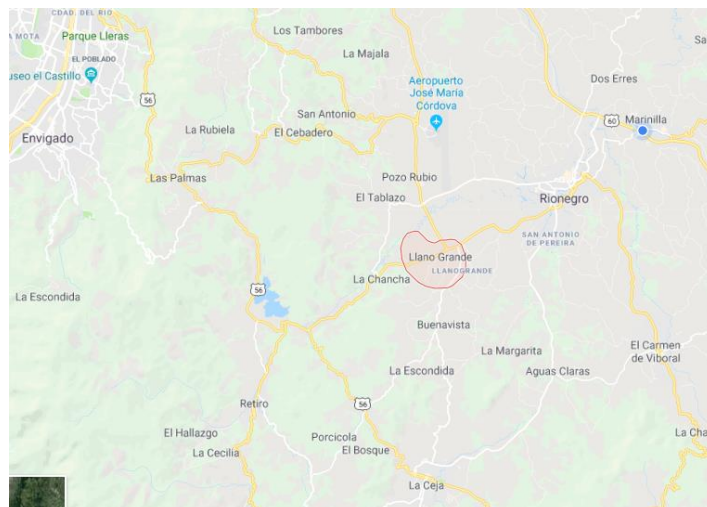 CDAD. DEL RIO
A MOTA
Parque Lleras
EL POBLADO
useo el Castillo
Envigado
56
Los Tambores
La Majala
Aeropuerto
José María
Córdova
Sa
Dos Erres
60
Marinilla
San Antonio
El Cebadero
La Rubiela
Las Palmas
Pozo Rubio
El Tablazo
Rionegro
SAN ANTONIO
DE PEREIRA
Llano Grande
LLANOGRANDE
La Chancha
56
La Escondida
Buenavista
La Margarita
El Carmen
de Viboral
La Escondida
Aguas Claras
56
Retiro
El Hallazgo
La Cecilia
Porcicola
El Bosque
La Cha
La Ceja